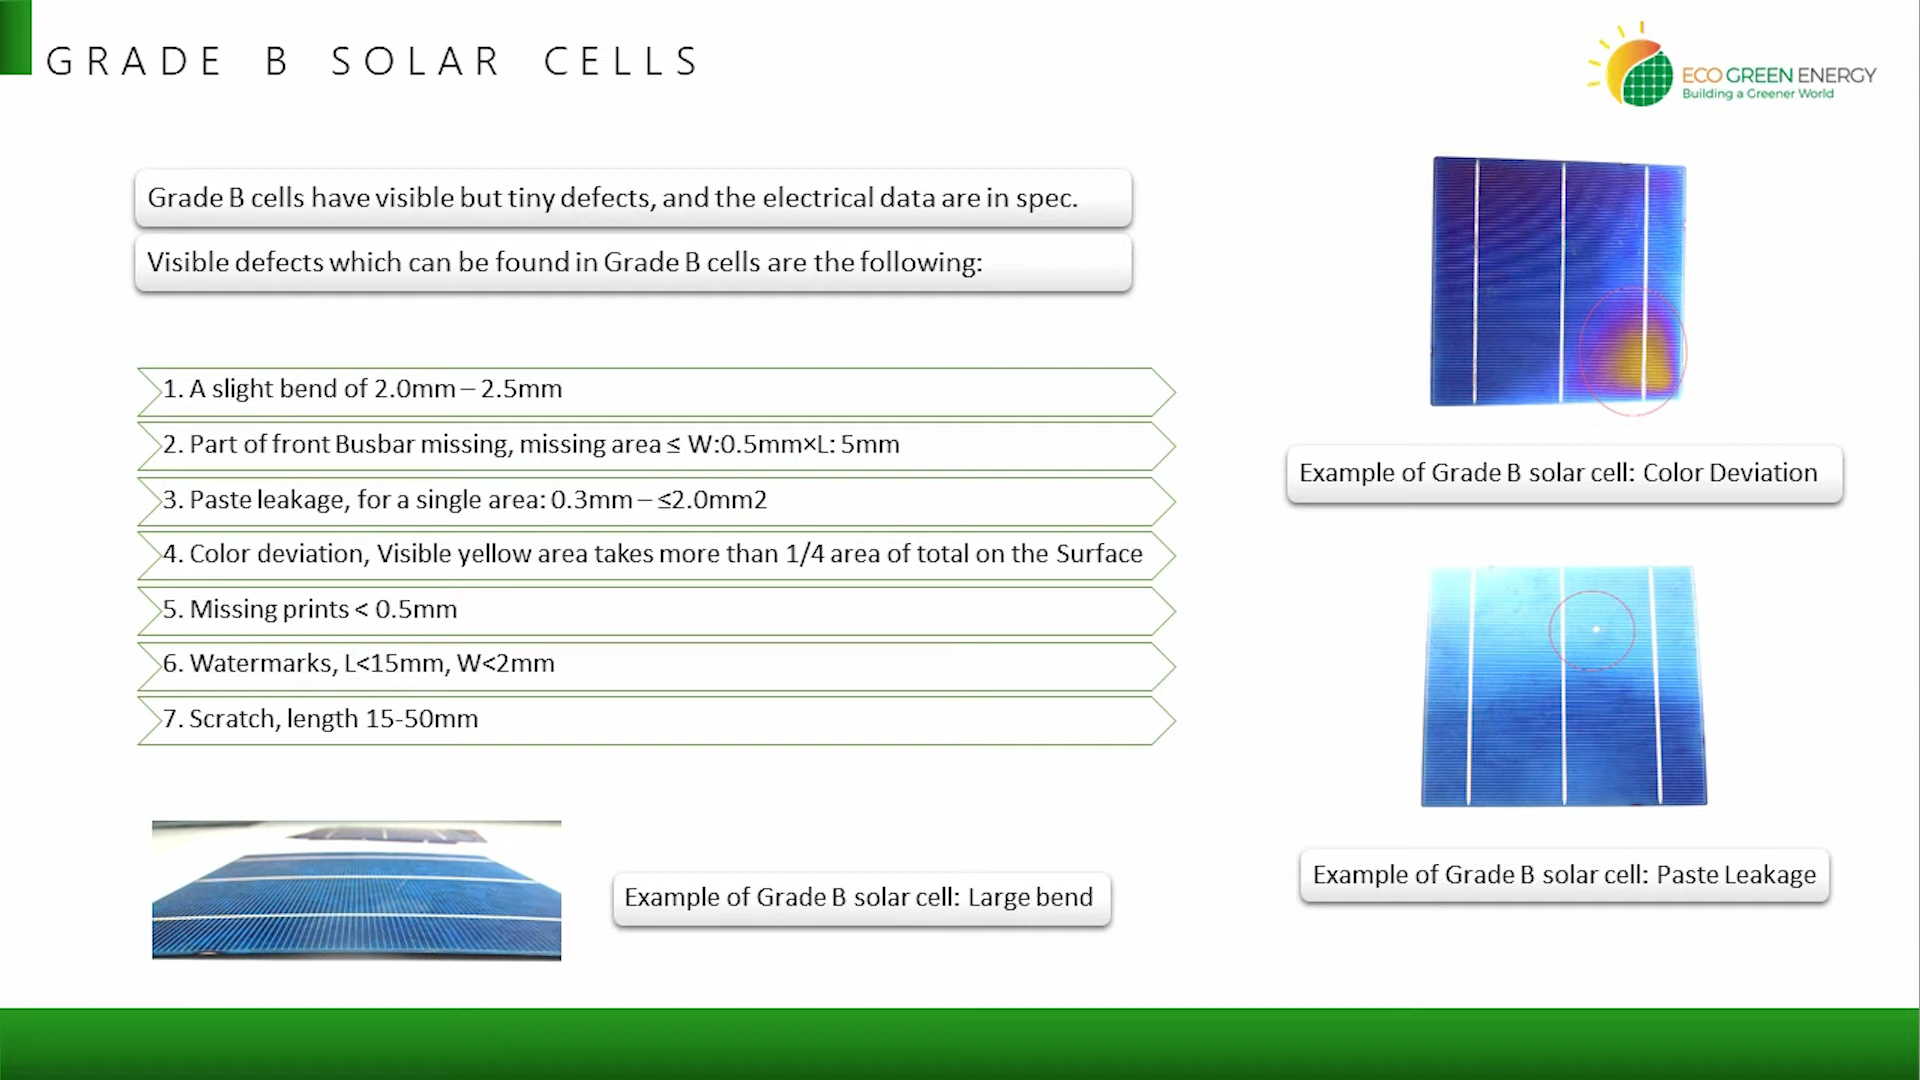 GRADE B SOLAR CELLS
ECO GREEN ENERGY
Building a Greener World
Grade B cells have visible but tiny defects, and the electrical data are in spec.
Visible defects which can be found in Grade B cells are the following:
1. A slight bend of 2.0mm – 2.5mm
2. Part of front Busbar missing, missing area ≤ W:0.5mm×L: 5mm
3. Paste leakage, for a single area: 0.3mm – ≤2.0mm2
4. Color deviation, Visible yellow area takes more than 1/4 area of total on the Surface
5. Missing prints < 0.5mm
6. Watermarks, L<15mm, W<2mm
7. Scratch, length 15-50mm
Example of Grade B solar cell: Color Deviation
Example of Grade B solar cell: Paste Leakage
Example of Grade B solar cell: Large bend